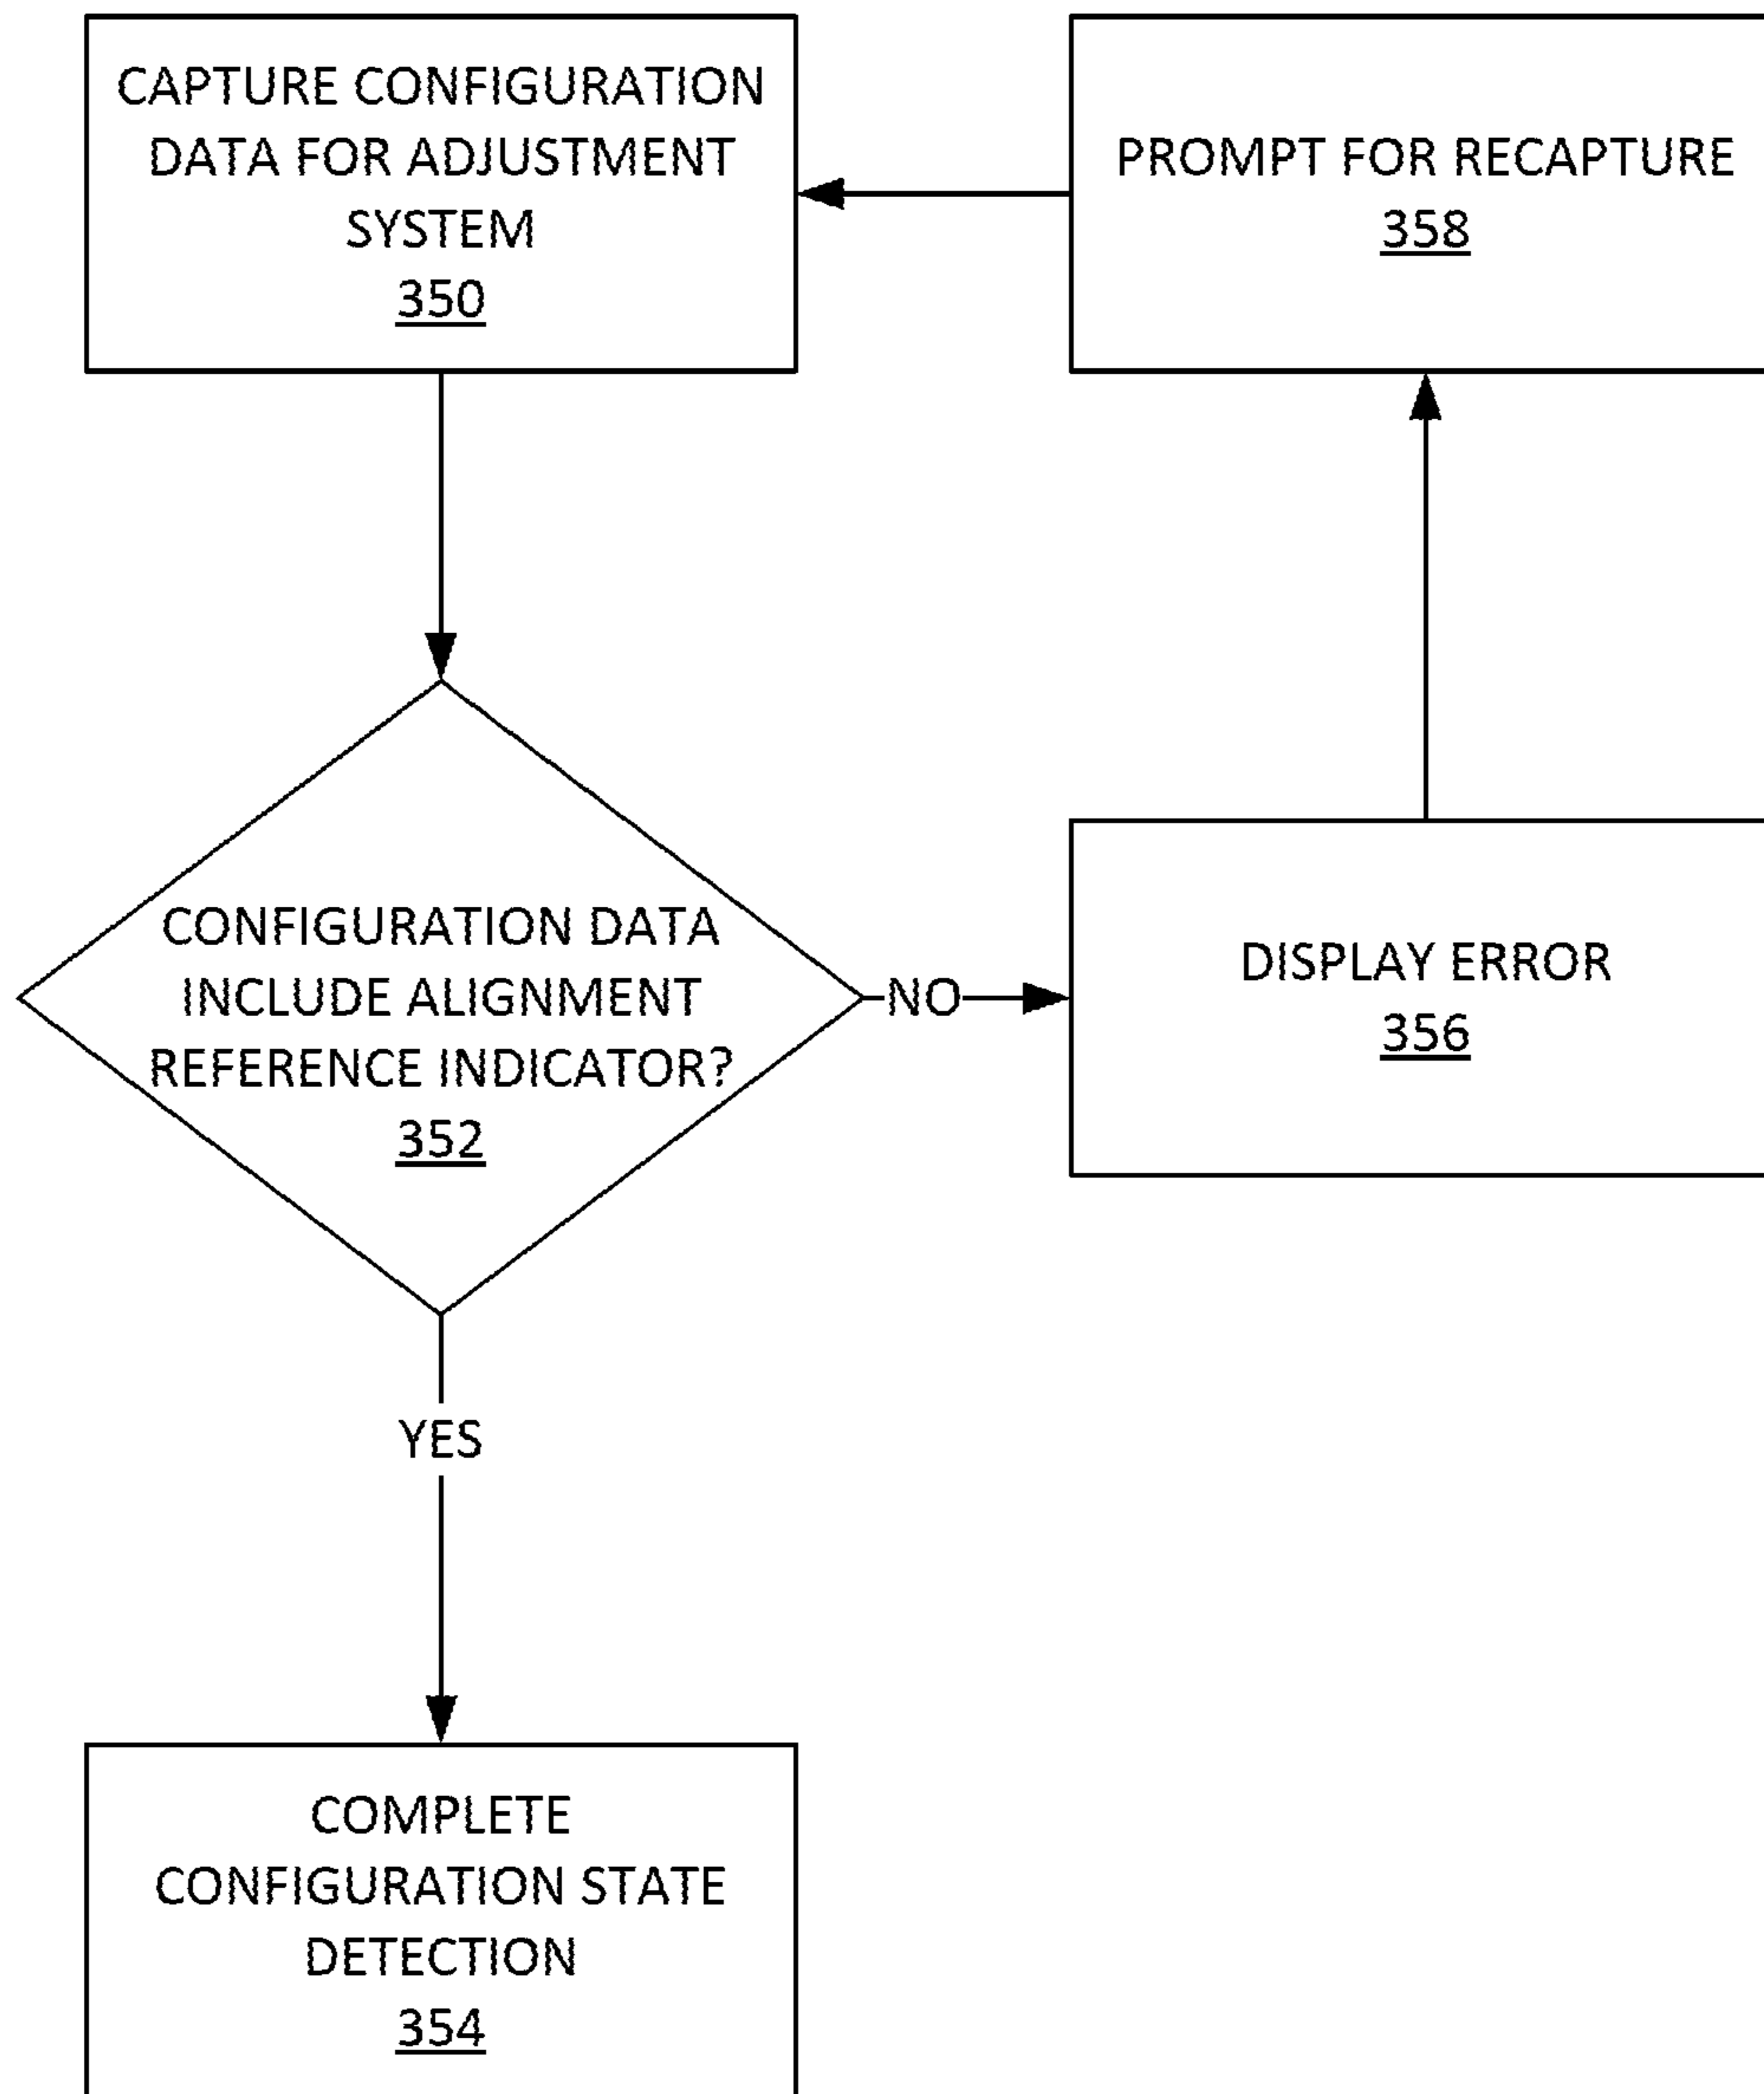 CAPTURE CONFIGURATION
DATA FOR ADJUSTMENT
SYSTEM
350
PROMPT FOR RECAPTURE
358
CONFIGURATION DATA
INCLUDE ALIGNMENT
REFERENCE INDICATOR?
352
NO
DISPLAY ERROR
356
YES
COMPLETE
CONFIGURATION STATE
DETECTION
354